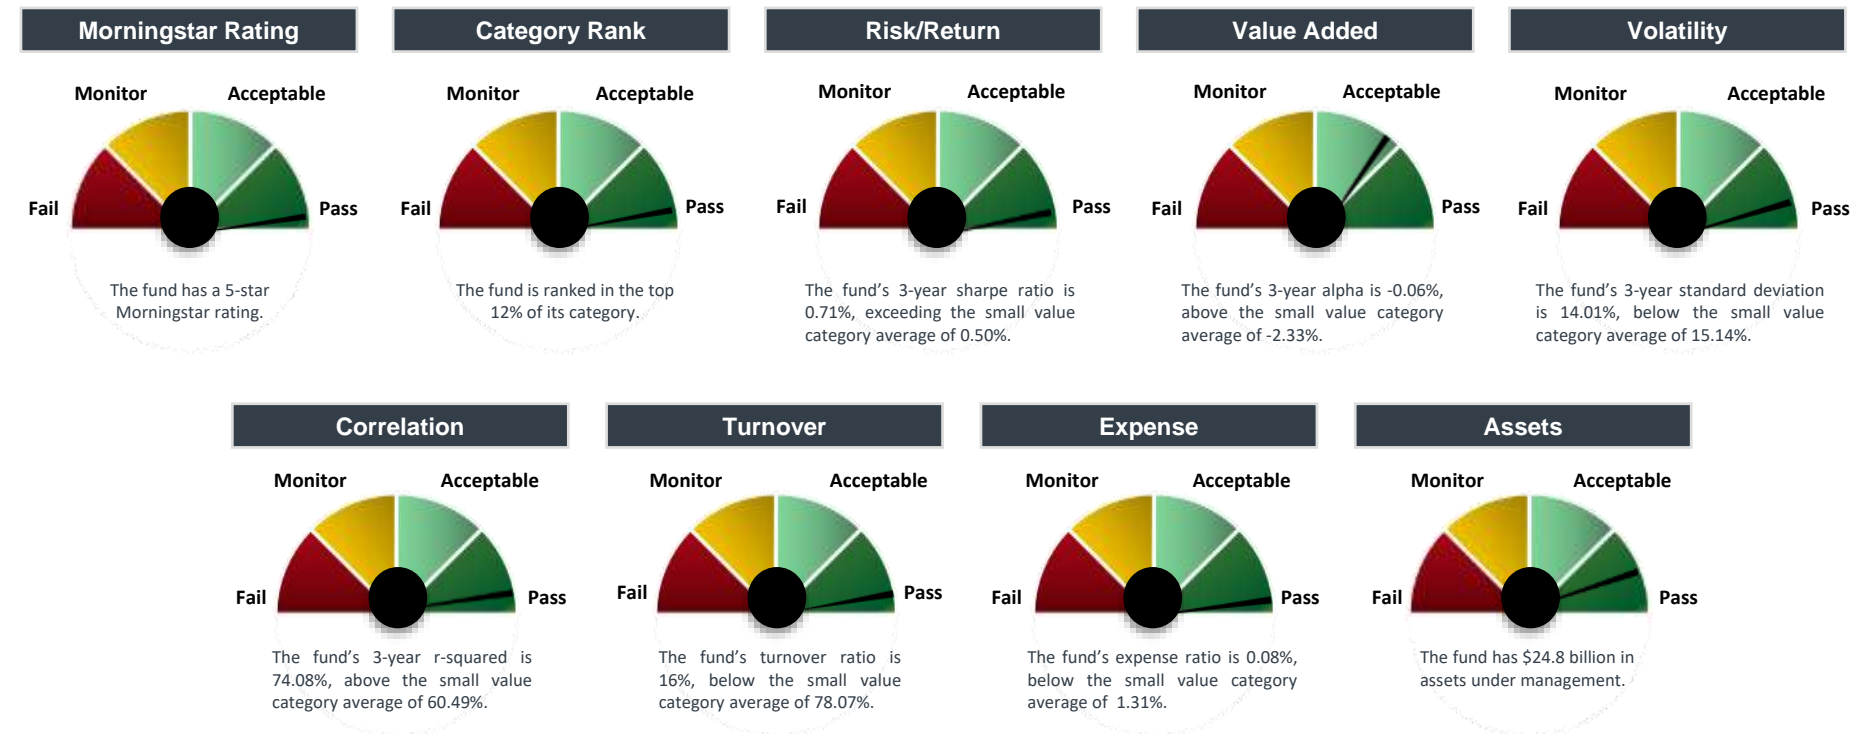 Morningstar Rating
Category Rank
Risk/Return
Value Added
Volatility
Monitor
Acceptable
Fail
Pass
The fund has a 5-star
Morningstar rating.
Monitor
Acceptable
Fail
Pass
The fund is ranked in the top
12% of its category.
Monitor
Acceptable
Fail
Pass
The fund's 3-year sharpe ratio is
0.71%, exceeding the small value
category average of 0.50%.
Monitor
Acceptable
Fail
Pass
The fund's 3-year alpha is -0.06%,
above the small value category
average of -2.33%.
Monitor
Acceptable
Fail
Pass
The fund's 3-year standard deviation
is 14.01%, below the small value
category average of 15.14%.
Correlation
Turnover
Expense
Assets
Monitor
Acceptable
Fail
Pass
The fund's 3-year r-squared is
74.08%, above the small value
category average of 60.49%.
Monitor
Acceptable
Fail
Pass
The fund's turnover ratio is
16%, below the small value
category average of 78.07%.
Monitor
Acceptable
Fail
Pass
The fund's expense ratio is 0.08%,
below the small value category
average of 1.31%.
Monitor
Acceptable
Fail
Pass
The fund has $24.8 billion in
assets under management.